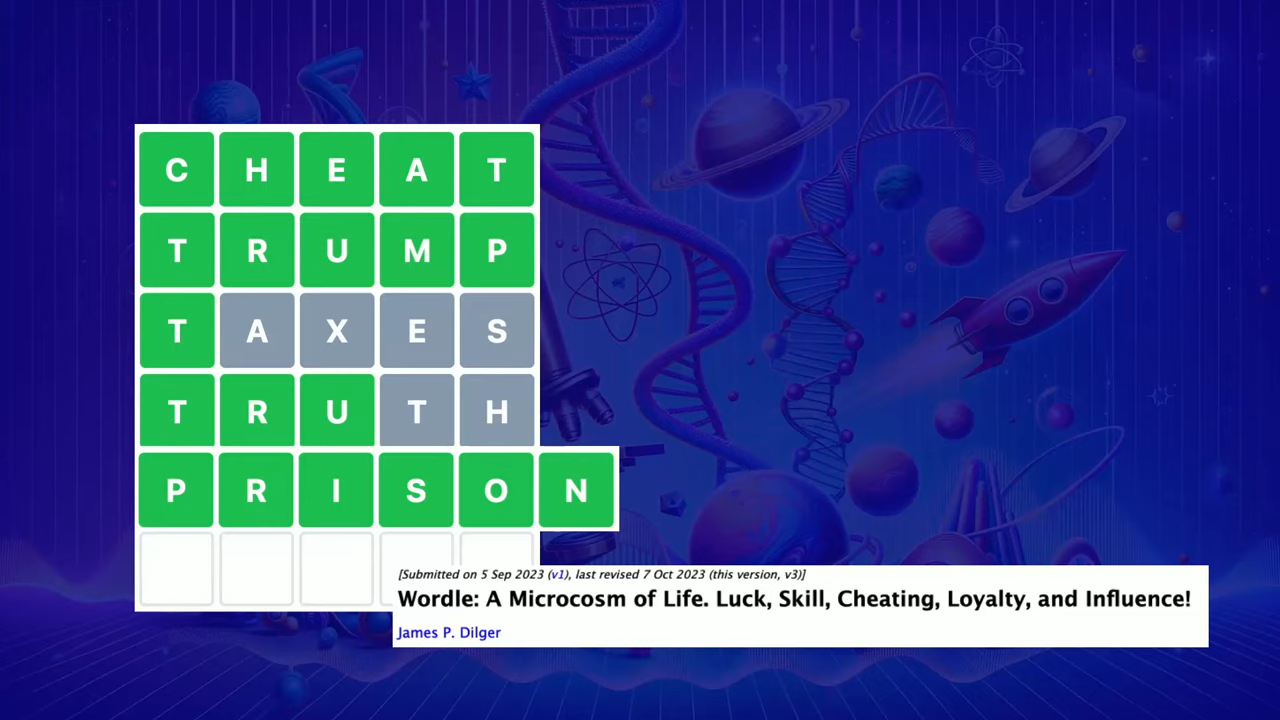 CHEAT
TRUMP
TAXES
TRUTH
PRISON
[Submitted on 5 Sep 2023 (v1), last revised 7 Oct 2023 (this version, v3)]
Wordle: A Microcosm of Life. Luck, Skill, Cheating, Loyalty, and Influence!
James P. Dilger